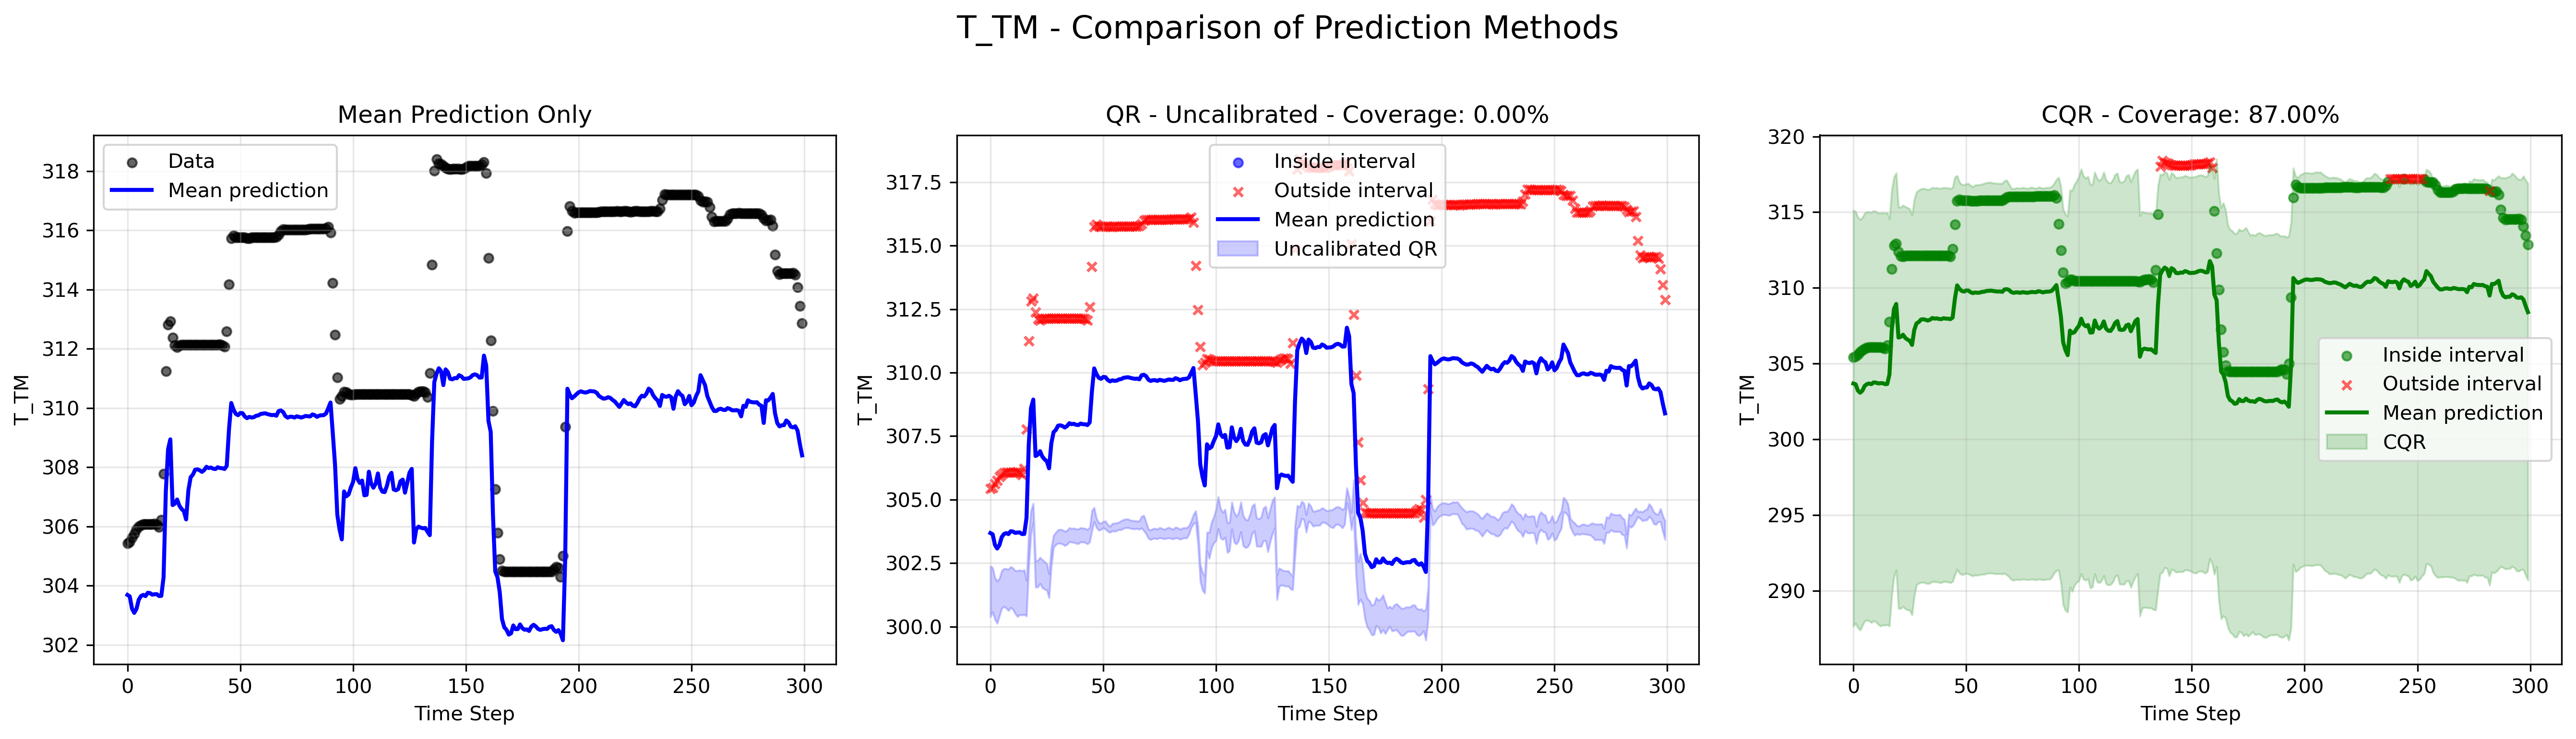 T_TM - Comparison of Prediction Methods
Mean Prediction Only
Data
Mean prediction
318
316
314
312
310
308
306
304
302
T_TM
0
50
100
150
200
250
300
Time Step
QR - Uncalibrated - Coverage: 0.00%
Inside interval
Outside interval
Mean prediction
Uncalibrated QR
317.5
315.0
312.5
310.0
307.5
305.0
302.5
300.0
T_TM
0
50
100
150
200
250
300
Time Step
CQR - Coverage: 87.00%
320
315
310
305
300
295
290
T_TM
Inside interval
Outside interval
Mean prediction
CQR
0
50
100
150
200
250
300
Time Step